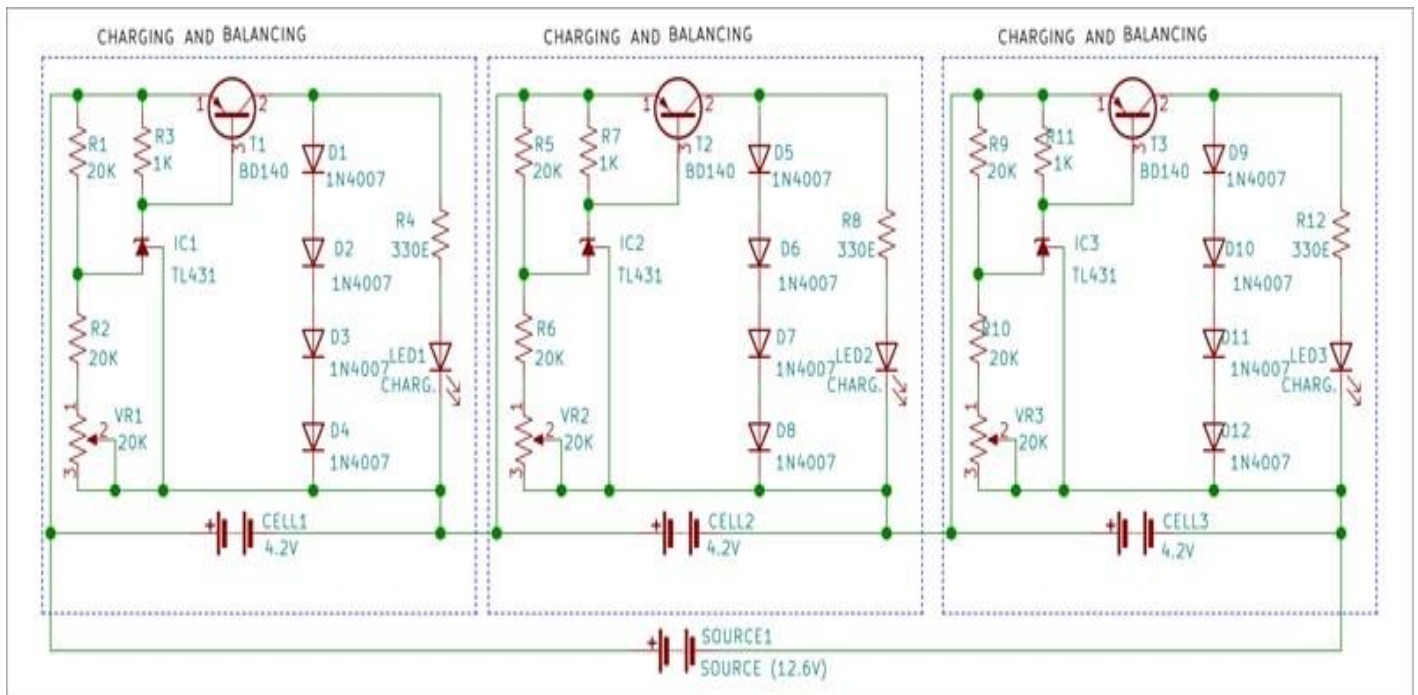 CHARGING AND BALANCING
CHARGING AND BALANCING
CHARGING AND BALANCING
1
2
3
R1
20K
R3
1K
T1
BD140
D1
1N4007
R4
330E
IC1
TL431
D2
1N4007
R2
20K
D3
1N4007
LED1
CHARG.
1
VR1
2
20K
3
D4
1N4007
+
CELL1
4.2V
1
2
3
R5
20K
R7
1K
T2
BD140
D5
1N4007
R8
330E
IC2
TL431
D6
1N4007
R6
20K
D7
1N4007
LED2
CHARG.
1
VR2
2
20K
3
D8
1N4007
+
CELL2
4.2V
1
2
3
R9
20K
R11
1K
T3
BD140
D9
1N4007
R12
330E
IC3
TL431
D10
1N4007
R10
20K
D11
1N4007
LED3
CHARG.
1
VR3
2
20K
3
D12
1N4007
+
CELL3
4.2V
+
SOURCE1
SOURCE (12.6V)